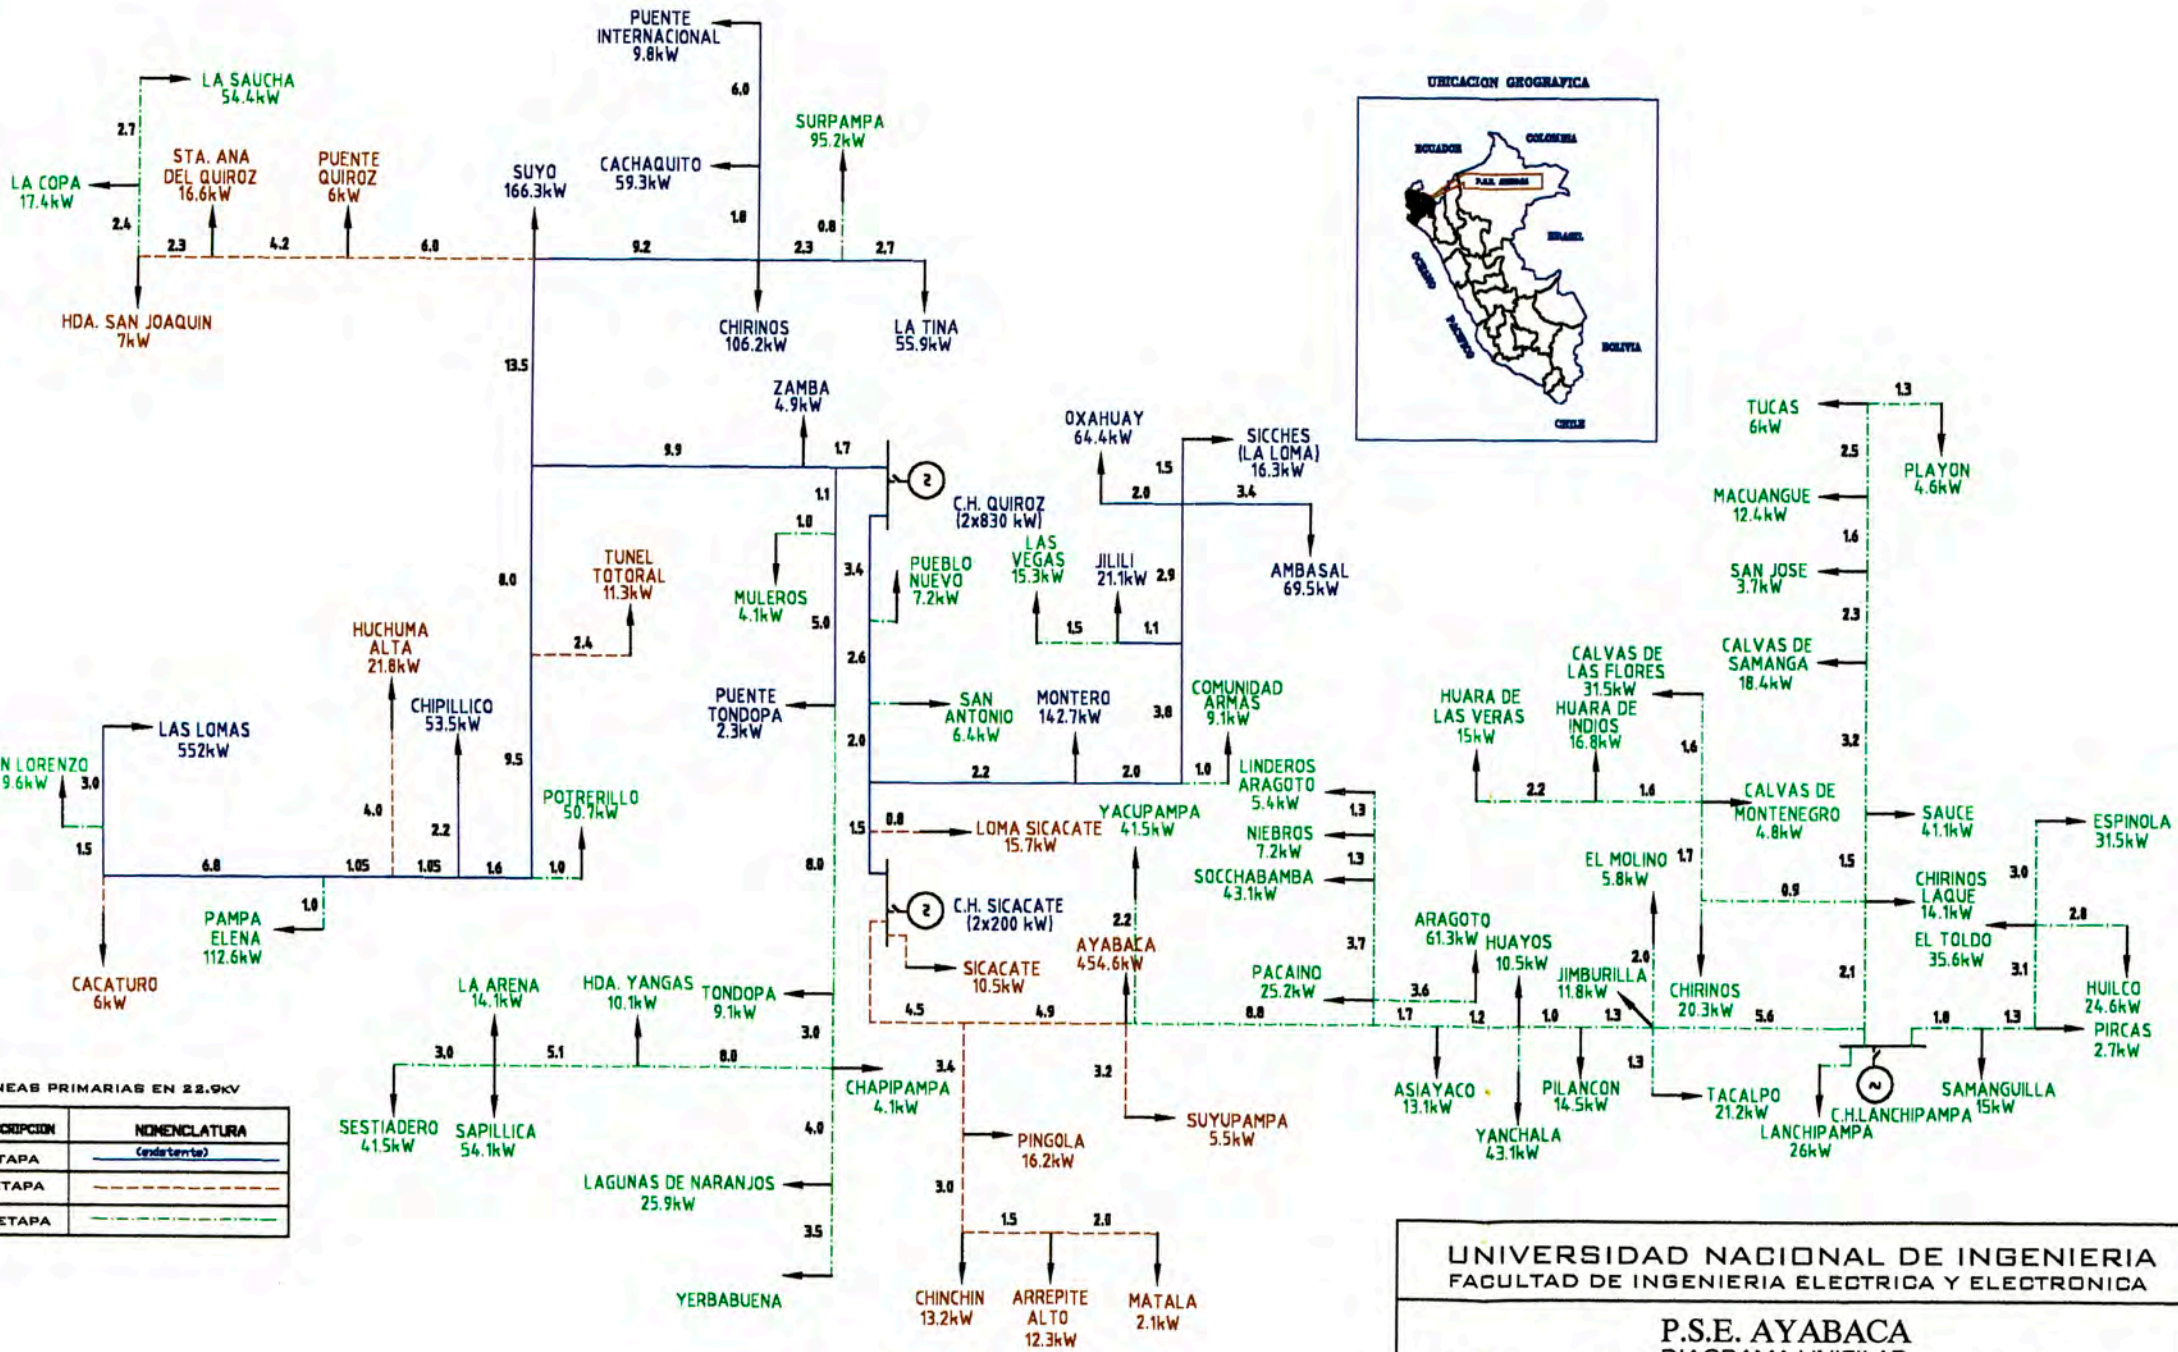 PUENTE
INTERNACIONAL
9.8kW
6.0
LA SAUCHA
54.4kW
2.7
STA. ANA
DEL QUIROZ
16.6kW
PUENTE
QUIROZ
6kW
LA COPA
17.4kW
2.4
2.3
4.2
6.0
HDA. SAN JOAQUIN
7kW
SUYO
166.3kW
CACHAQUITO
59.3kW
1.8
SURPAMPA
95.2kW
0.8
9.2
2.3
2.7
CHIRINOS
106.2kW
LA TINA
55.9kW
13.5
ZAMBA
4.9kW
9.9
1.7
1.1
1.0
C.H. QUIROZ
(2x830 kW)
MULEROS
4.1kW
5.0
3.4
PUEBLO
NUEVO
7.2kW
2.6
SAN
ANTONIO
6.4kW
2.0
PUENTE
TONDOPA
2.3kW
8.0
TUNEL
TOTORAL
11.3kW
2.4
9.5
HUCHUMA
ALTA
21.8kW
4.0
CHIPILLICO
53.5kW
2.2
LAS LOMAS
552kW
N LORENZO
9.6kW
3.0
1.5
6.8
1.05
1.05
1.6
1.0
POTRERILLO
50.7kW
PAMPA
ELENA
112.6kW
1.0
CACATURO
6kW
OXAHUAY
64.4kW
SICCHES
(LA LOMA)
16.3kW
1.5
2.0
3.4
AMBASAL
69.5kW
2.9
LAS
VEGAS
15.3kW
JILILI
21.1kW
1.5
1.1
3.8
MONTERO
142.7kW
COMUNIDAD
ARMAS
9.1kW
2.2
2.0
1.0
1.5
0.8
LOMA SICACATE
15.7kW
C.H. SICACATE
(2x200 kW)
SICACATE
10.5kW
YACUPAMPA
41.5kW
2.2
AYABACA
454.6kW
4.5
4.9
8.8
3.4
3.2
SUYUPAMPA
5.5kW
PINGOLA
16.2kW
3.0
1.5
2.0
CHINCHIN
13.2kW
ARREPITE
ALTO
12.3kW
MATALA
2.1kW
8.0
LA ARENA
14.1kW
HDA. YANGAS
10.1kW
TONDOPA
9.1kW
3.0
3.0
5.1
8.0
CHAPIPAMPA
4.1kW
SESTIADERO
41.5kW
SAPILLICA
54.1kW
4.0
LAGUNAS DE NARANJOS
25.9kW
3.5
YERBABUENA
LINDEROS
ARAGOTO
5.4kW
1.3
NIEBROS
7.2kW
1.3
SOCCHABAMBA
43.1kW
3.7
PACAINO
25.2kW
3.6
ARAGOTO
61.3kW
1.7
1.2
ASIAYACO
13.1kW
HUAYOS
10.5kW
YANCHALA
43.1kW
1.0
1.3
PILANCON
14.5kW
JIMBURILLA
11.8kW
EL MOLINO
5.8kW
2.0
1.3
TACALPO
21.2kW
5.6
HUARA DE
LAS VERAS
15kW
HUARA DE
INDIOS
16.8kW
CALVAS DE
LAS FLORES
31.5kW
2.2
1.6
1.6
CALVAS DE
MONTENEGRO
4.8kW
1.7
0.9
CHIRINOS
20.3kW
TUCAS
6kW
1.3
PLAYON
4.6kW
2.5
MACUANGUE
12.4kW
1.6
SAN JOSE
3.7kW
2.3
CALVAS DE
SAMANGA
18.4kW
3.2
SAUCE
41.1kW
1.5
CHIRINOS
LAQUE
14.1kW
2.1
ESPINOLA
31.5kW
3.0
EL TOLDO
35.6kW
2.8
HUILCO
24.6kW
3.1
1.0
1.3
PIRCAS
2.7kW
SAMANGUILLA
15kW
C.H.LANCHIPAMPA
LANCHIPAMPA
26kW
UBICACION GEOGRAFICA
ECUADOR
COLOMBIA
P.S.E. AYABACA
BRASIL
OCEANO
PACIFICO
BOLIVIA
CHILE
NEAS PRIMARIAS EN 22.9KV
CRIPCION
NOMENCLATURA
TAPA
(existente)
TAPA
ETAPA
UNIVERSIDAD NACIONAL DE INGENIERIA
FACULTAD DE INGENIERIA ELECTRICA Y ELECTRONICA
P.S.E. AYABACA